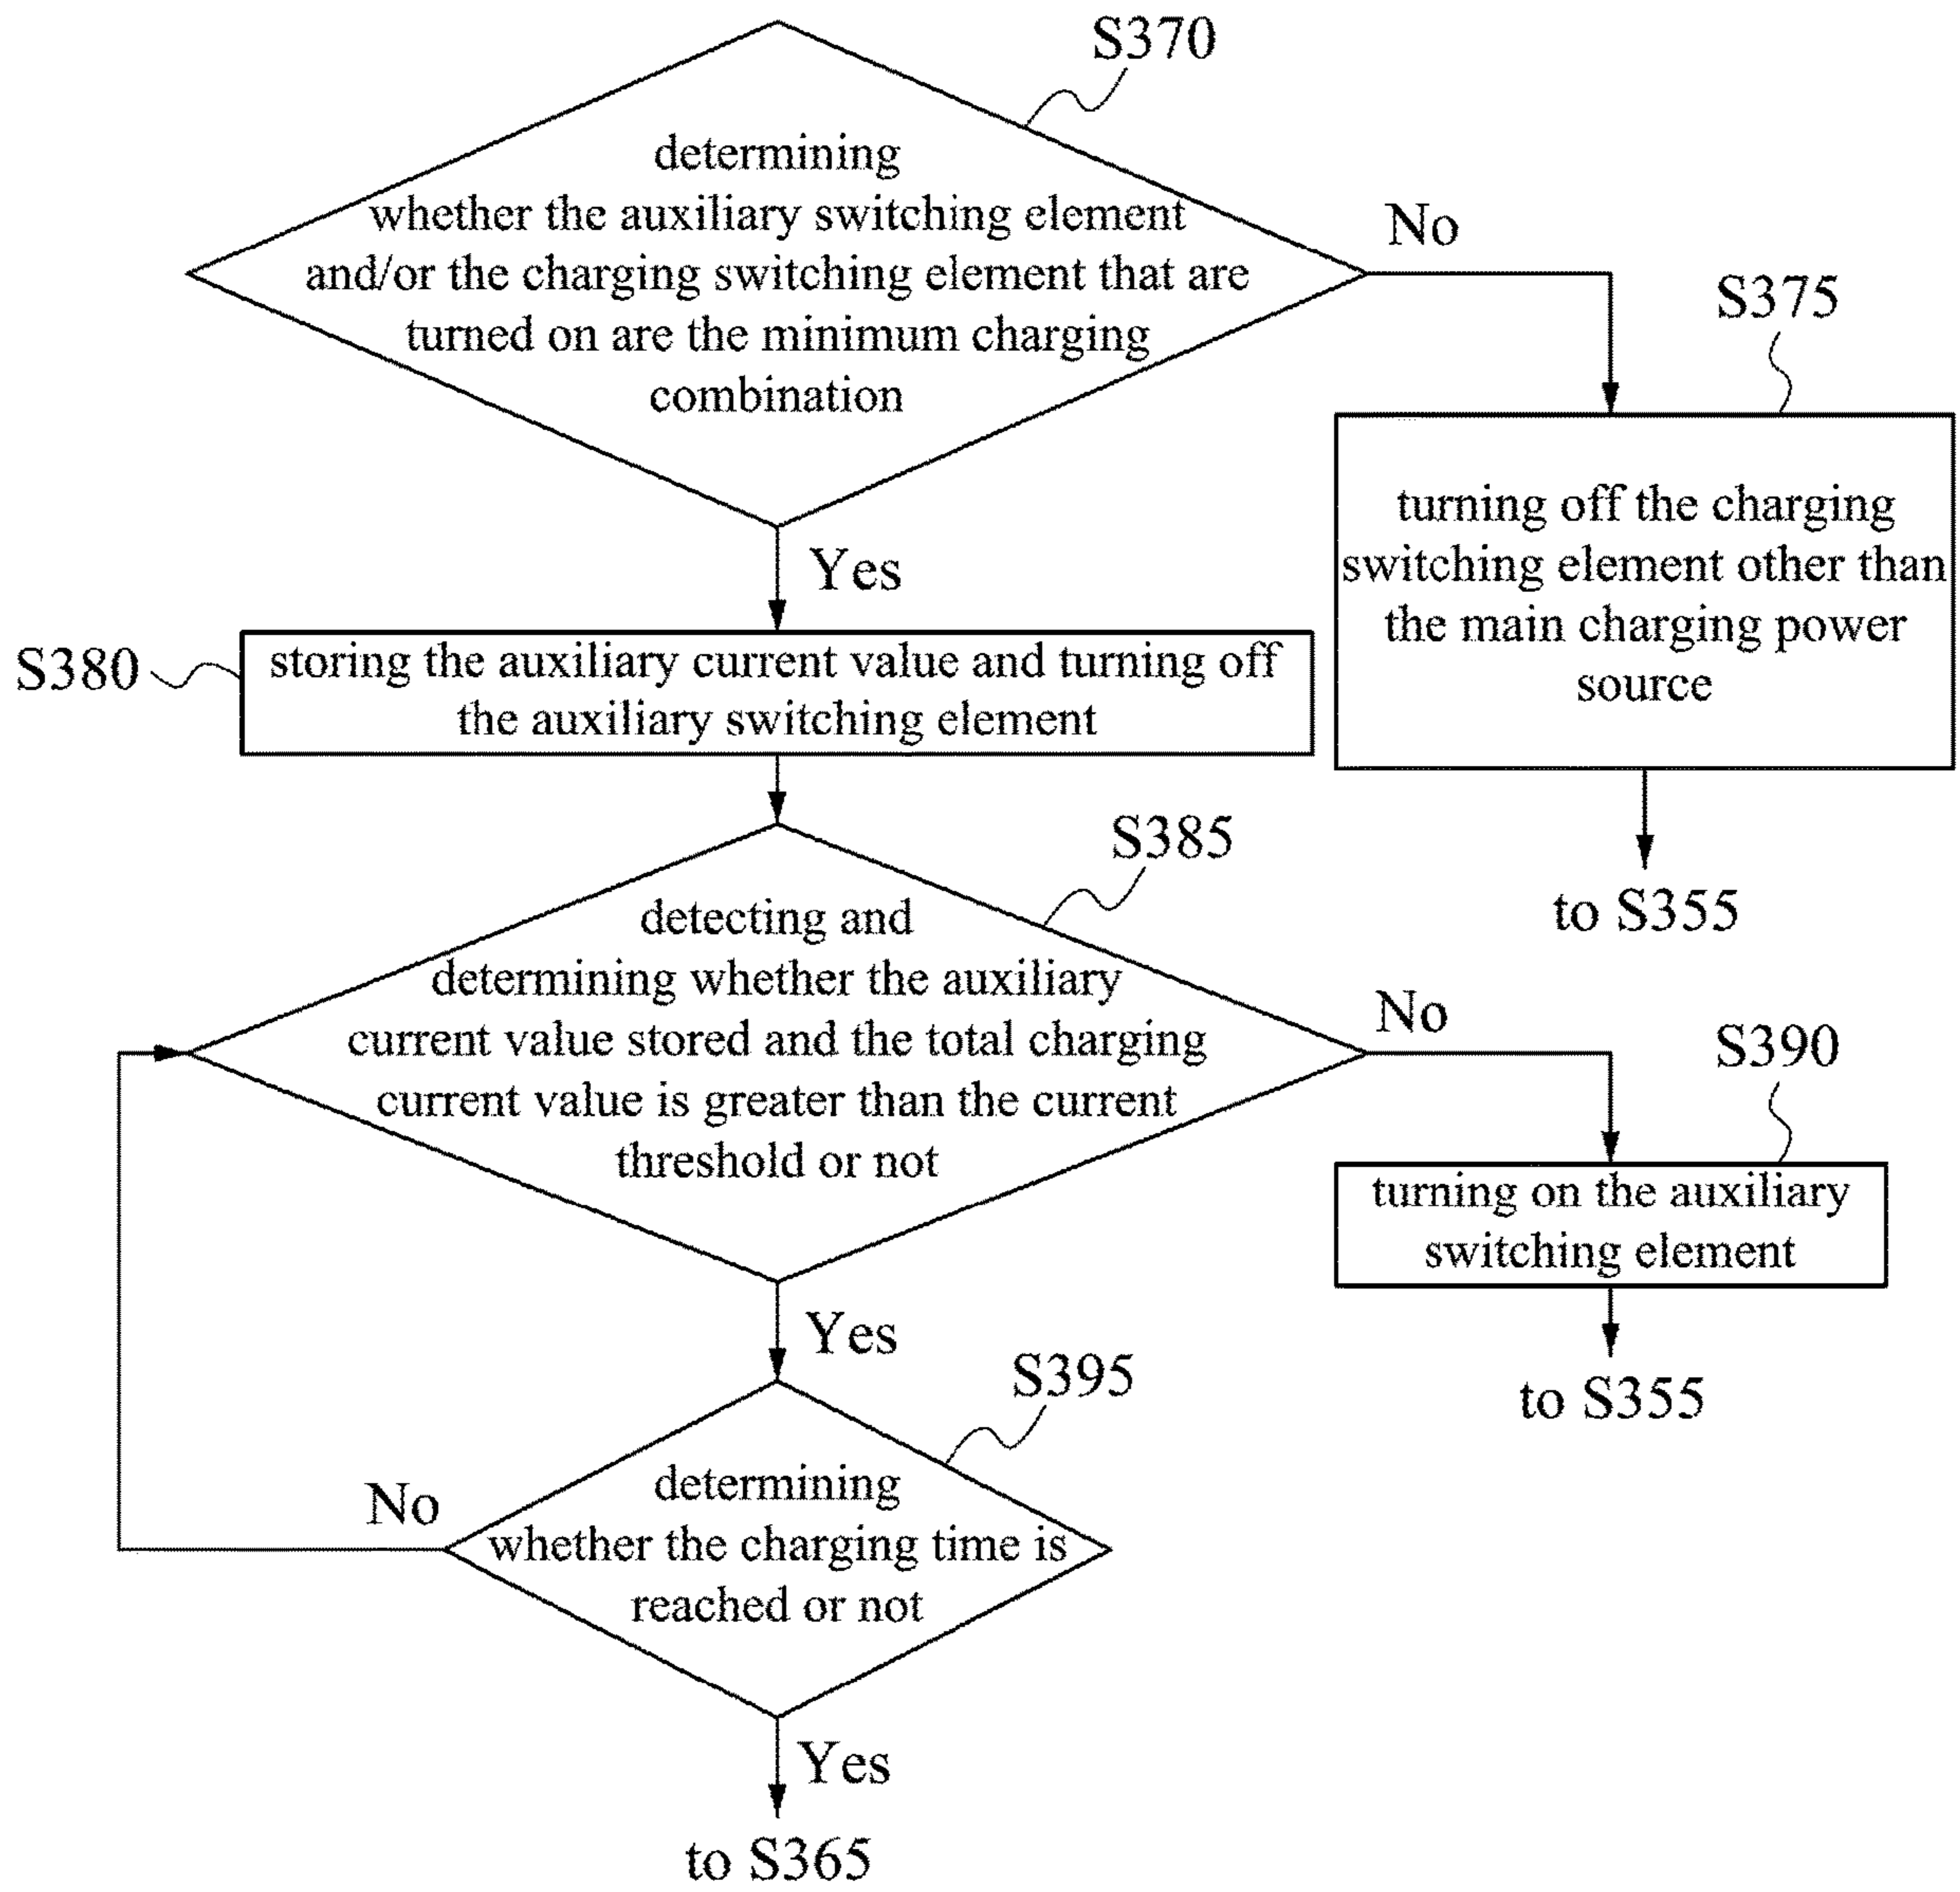 S370
determining
whether the auxiliary switching element
and/or the charging switching element that are
turned on are the minimum charging
combination
No
S375
turning off the charging
switching element other than
the main charging power
source
to S355
Yes
S380
storing the auxiliary current value and turning off
the auxiliary switching element
S385
detecting and
determining whether the auxiliary
current value stored and the total charging
current value is greater than the current
threshold or not
No
S390
turning on the auxiliary
switching element
to S355
Yes
S395
determining
whether the charging time is
reached or not
No
Yes
to S365